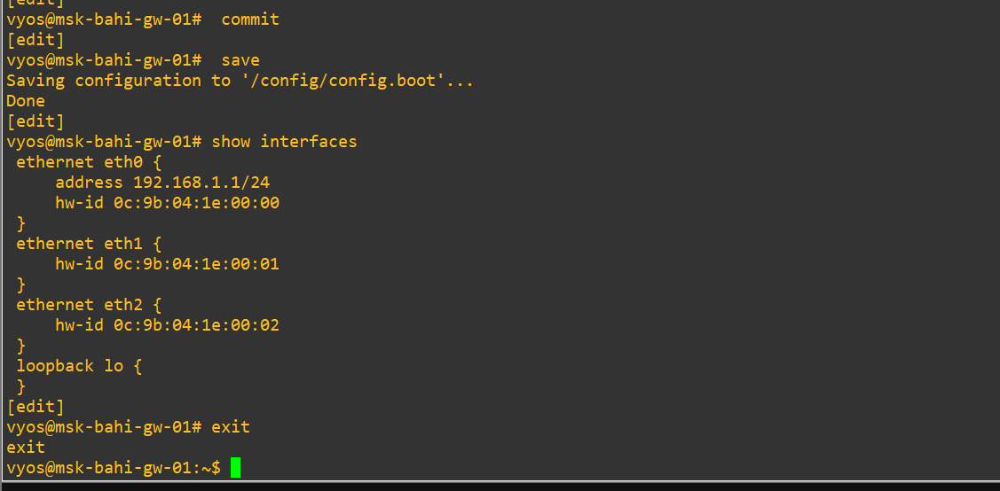 [edit]
vyos@msk-bahi-gw-01#  commit
[edit]
vyos@msk-bahi-gw-01#  save
Saving configuration to '/config/config.boot'...
Done
[edit]
vyos@msk-bahi-gw-01# show interfaces
 ethernet eth0 {
     address 192.168.1.1/24
     hw-id 0c:9b:04:1e:00:00
 }
 ethernet eth1 {
     hw-id 0c:9b:04:1e:00:01
 }
 ethernet eth2 {
     hw-id 0c:9b:04:1e:00:02
 }
 loopback lo {
 }
[edit]
vyos@msk-bahi-gw-01# exit
exit
vyos@msk-bahi-gw-01:~$